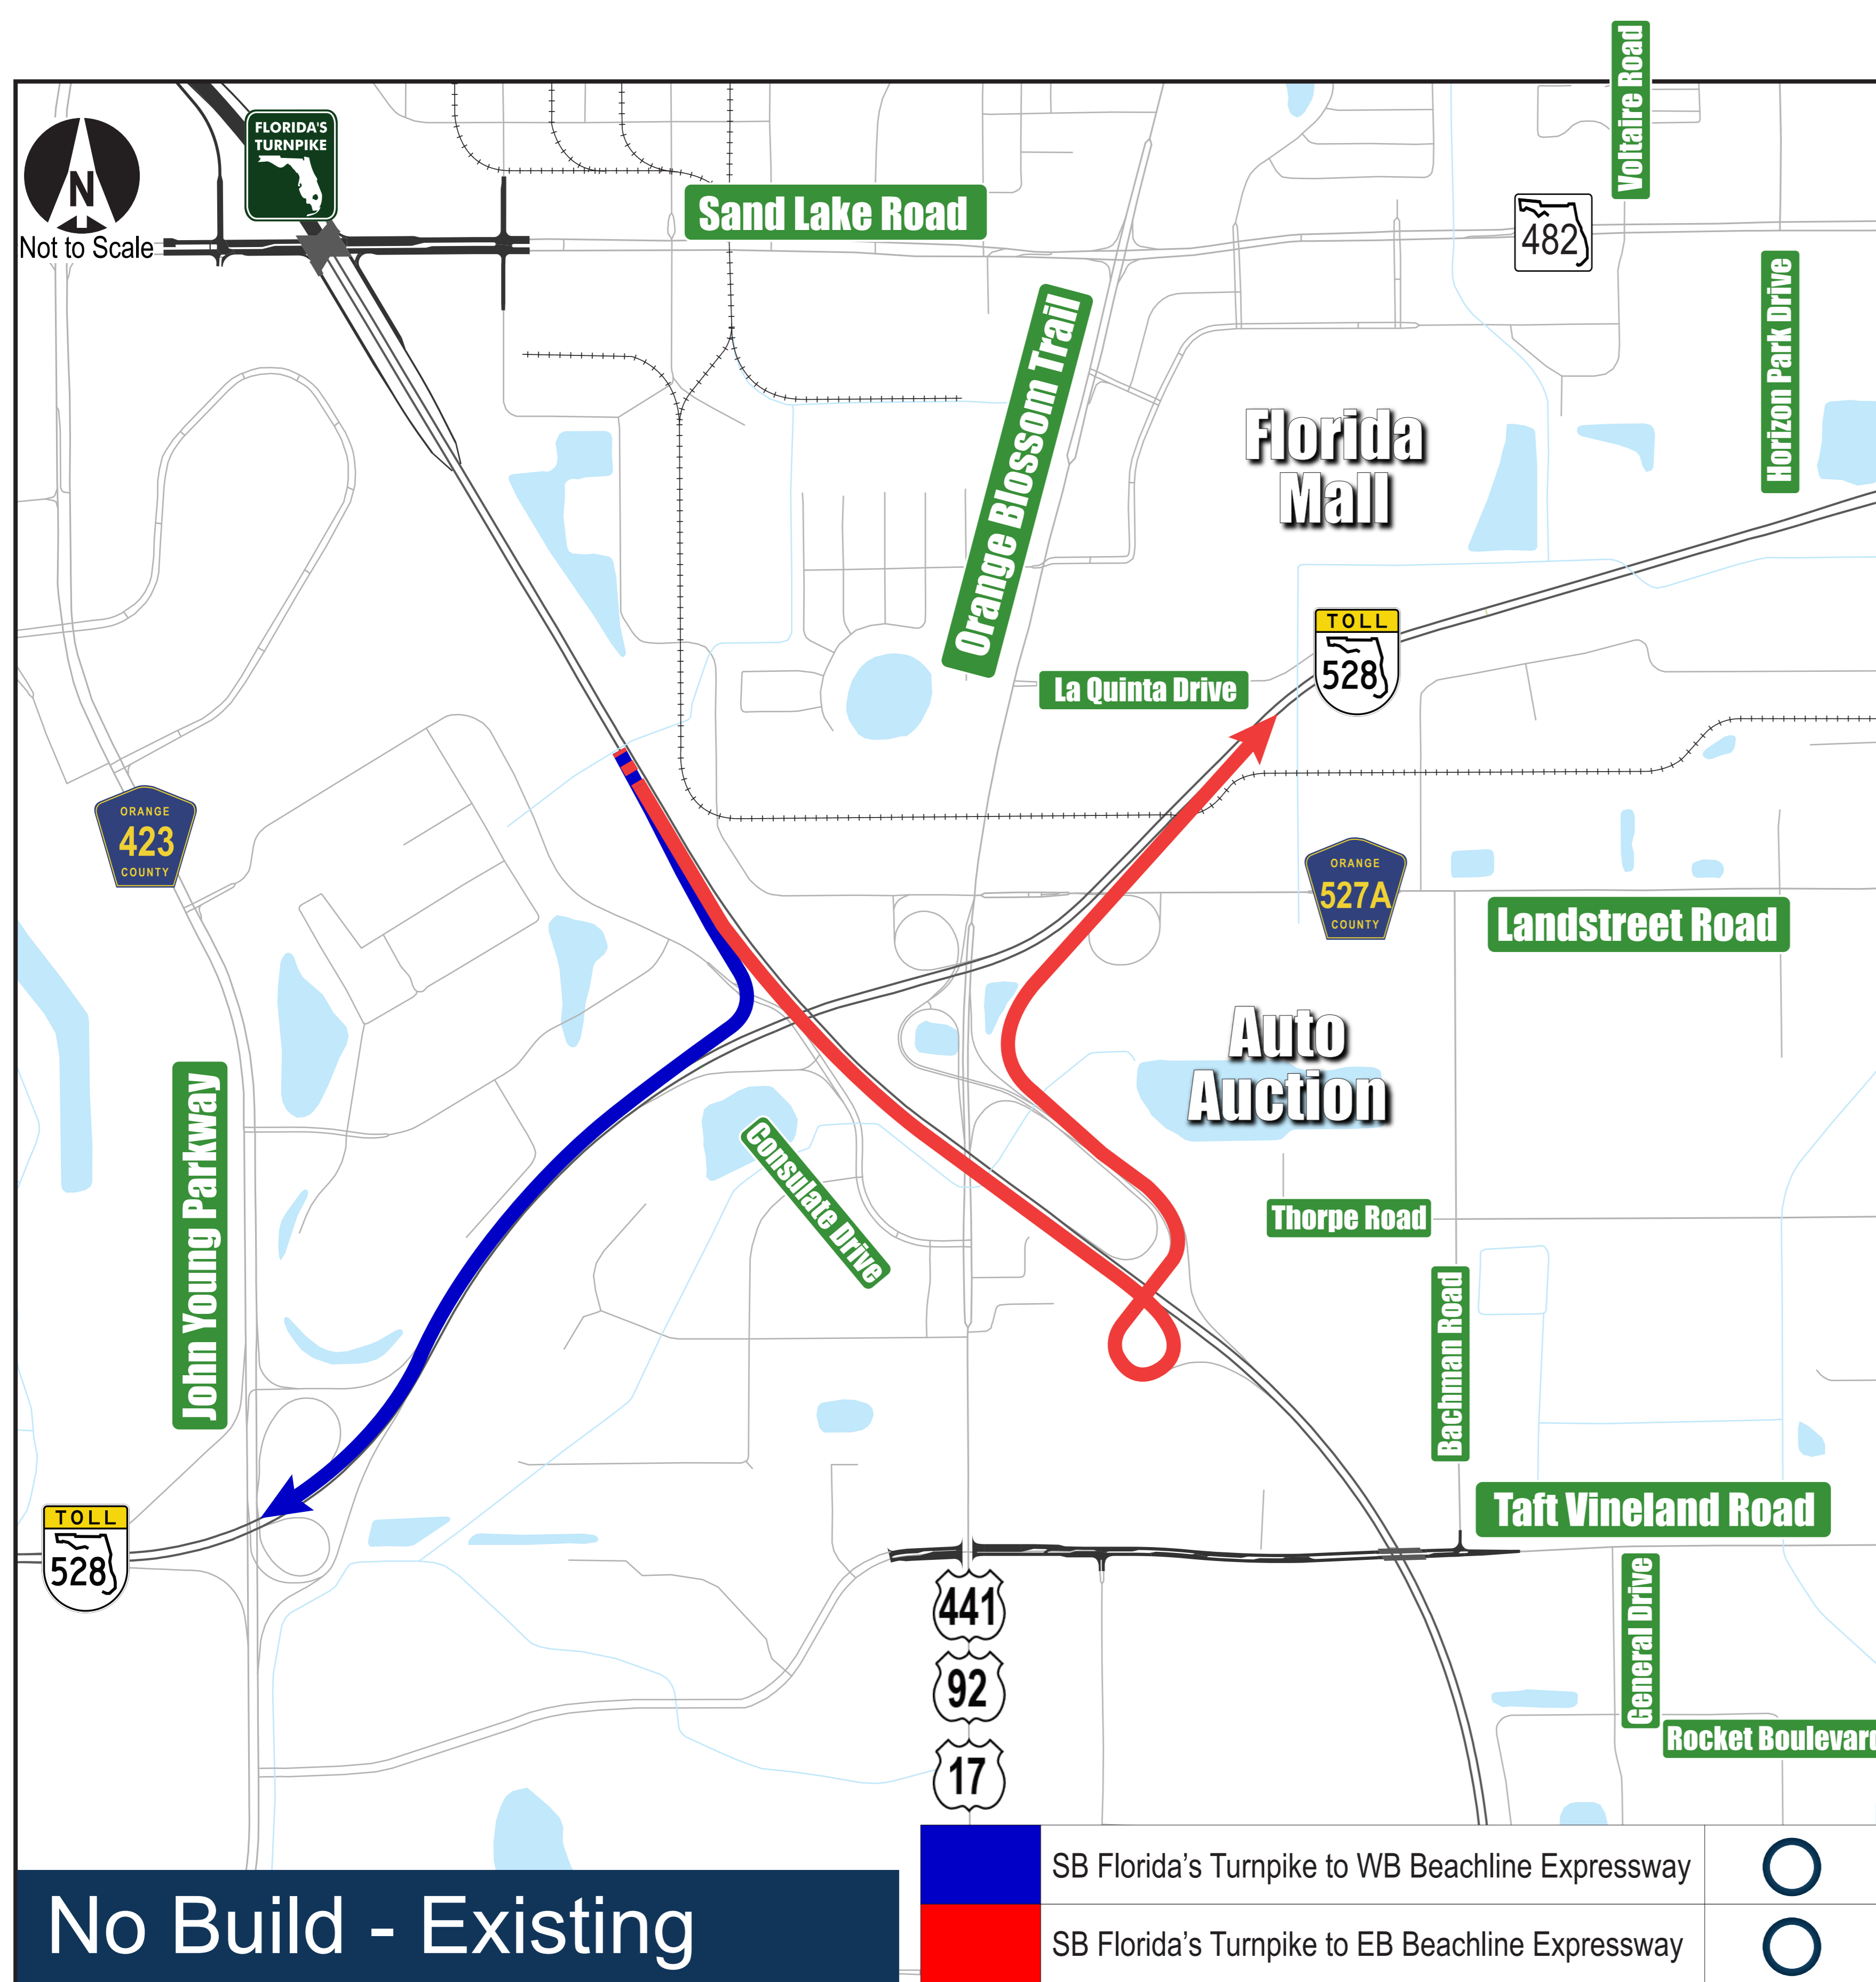 Voltaire Road
FLORIDA'S
TURNPIKE
N
Not to Scale
Sand Lake Road
482
Horizon Park Drive
Orange Blossom Trail
Florida
Mall
TOLL
528
La Quinta Drive
ORANGE
423
COUNTY
ORANGE
527A
COUNTY
Landstreet Road
Auto
Auction
John Young Parkway
Consulate Drive
Thorpe Road
Bachman Road
Taft Vineland Road
TOLL
528
441
92
17
General Drive
Rocket Boulevard
No Build - Existing
SB Florida's Turnpike to WB Beachline Expressway
SB Florida's Turnpike to EB Beachline Expressway